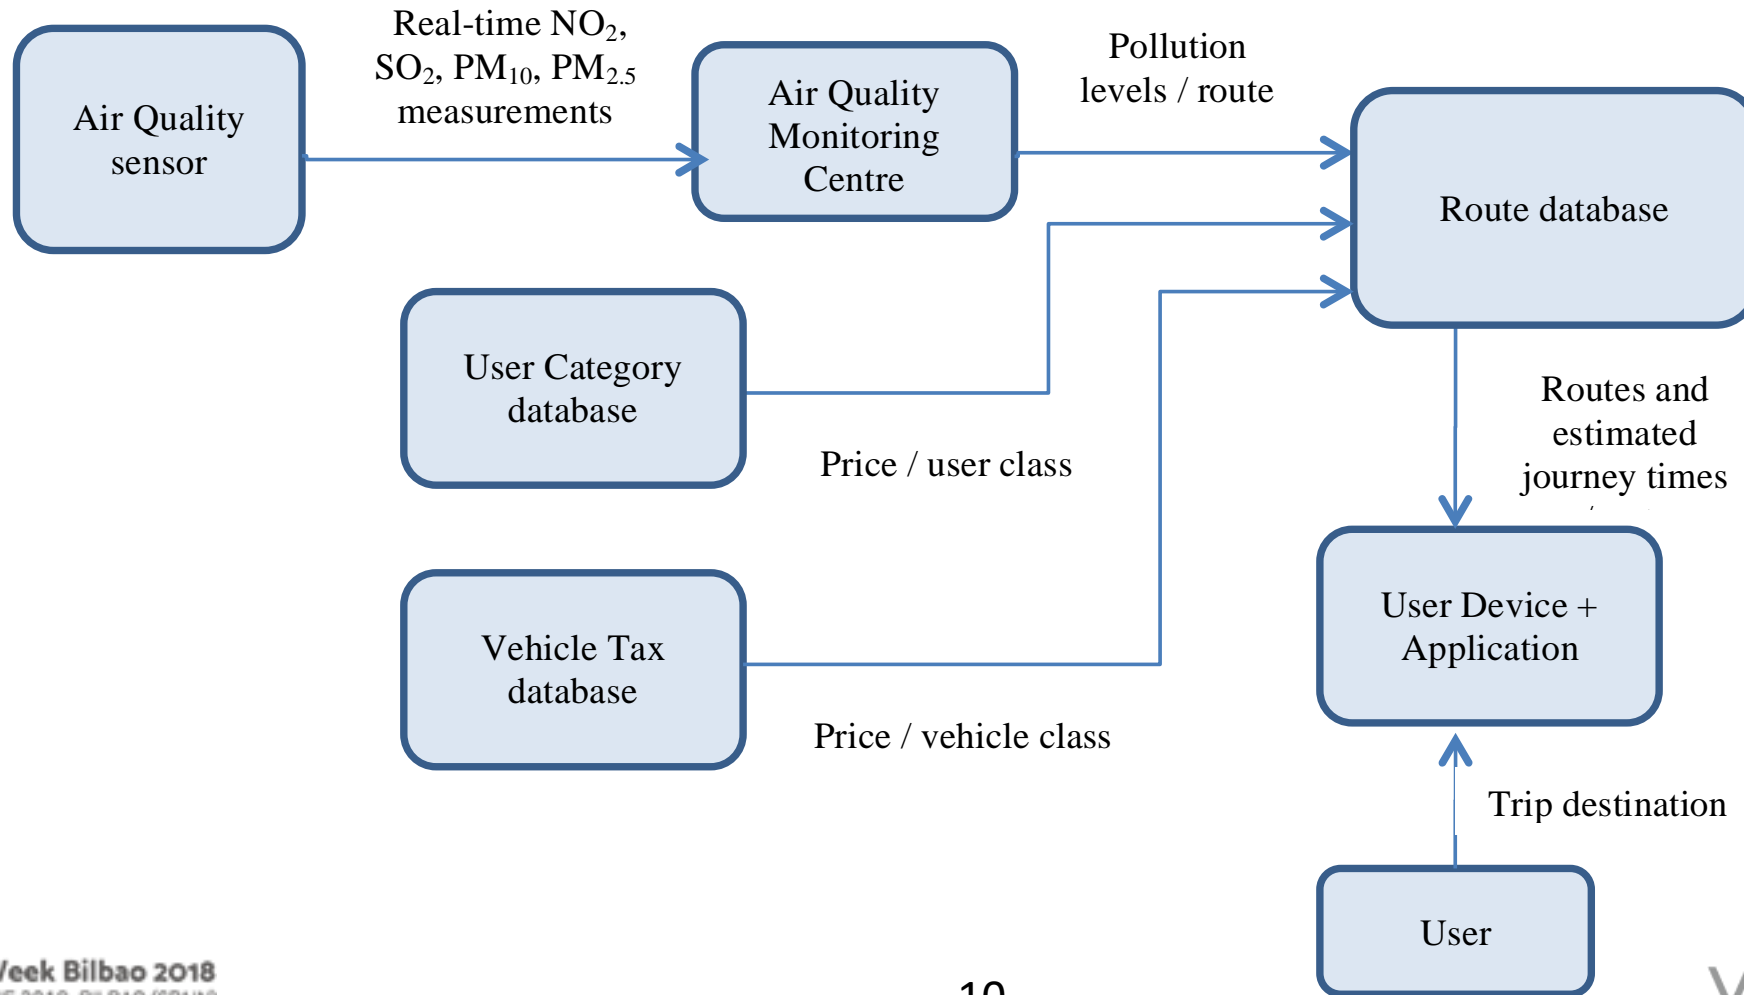 Real-time NO₂,
SO₂, PM₁₀, PM₂.₅
measurements
Pollution
levels / route
Air Quality
sensor
Air Quality
Monitoring
Centre
Route database
User Category
database
Price / user class
Routes and
estimated
journey times
Vehicle Tax
database
Price / vehicle class
User Device +
Application
Trip destination
User
Week Bilbao 2018
10